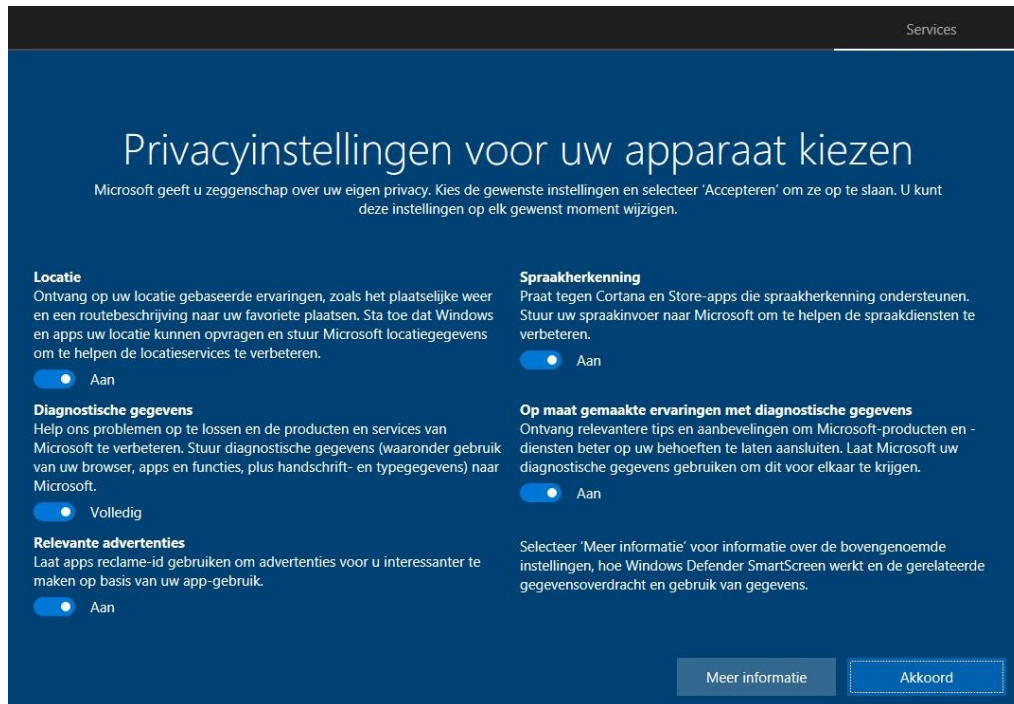 Services
Privacyinstellingen voor uw apparaat kiezen
Microsoft geeft u zeggenschap over uw eigen privacy. Kies de gewenste instellingen en selecteer 'Accepteren' om ze op te slaan. U kunt
deze instellingen op elk gewenst moment wijzigen.
Locatie
Ontvang op uw locatie gebaseerde ervaringen, zoals het plaatselijke weer
en een routebeschrijving naar uw favoriete plaatsen. Sta toe dat Windows
en apps uw locatie kunnen opvragen en stuur Microsoft locatiegegevens
om te helpen de locatieservices te verbeteren.
Aan
Diagnostische gegevens
Help ons problemen op te lossen en de producten en services van
Microsoft te verbeteren. Stuur diagnostische gegevens (waaronder gebruik
van uw browser, apps en functies, plus handschrift- en typegegevens) naar
Microsoft.
Volledig
Relevante advertenties
Laat apps reclame-id gebruiken om advertenties voor u interessanter te
maken op basis van uw app-gebruik.
Aan
Spraakherkenning
Praat tegen Cortana en Store-apps die spraakherkenning ondersteunen.
Stuur uw spraakinvoer naar Microsoft om te helpen de spraakdiensten te
verbeteren.
Aan
Op maat gemaakte ervaringen met diagnostische gegevens
Ontvang relevantere tips en aanbevelingen om Microsoft-producten en -
diensten beter op uw behoeften te laten aansluiten. Laat Microsoft uw
diagnostische gegevens gebruiken om dit voor elkaar te krijgen.
Aan
Selecteer 'Meer informatie' voor informatie over de bovengenoemde
instellingen, hoe Windows Defender SmartScreen werkt en de gerelateerde
gegevensoverdracht en gebruik van gegevens.
Meer informatie
Akkoord